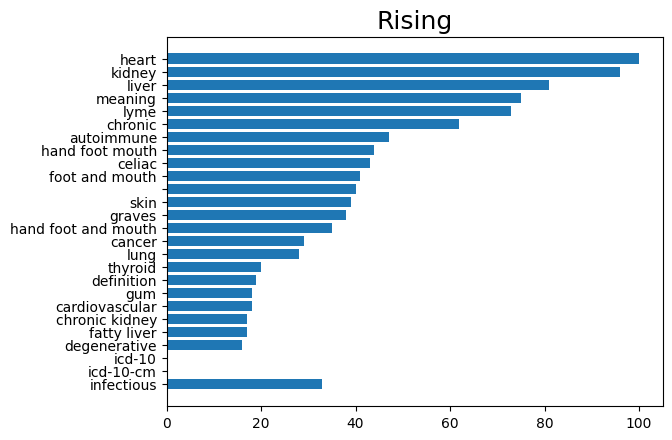 Rising
heart
kidney
liver
meaning
lyme
chronic
autoimmune
hand foot mouth
celiac
foot and mouth
skin
graves
hand foot and mouth
cancer
lung
thyroid
definition
gum
cardiovascular
chronic kidney
fatty liver
degenerative
icd-10
icd-10-cm
infectious
0 20 40 60 80 100